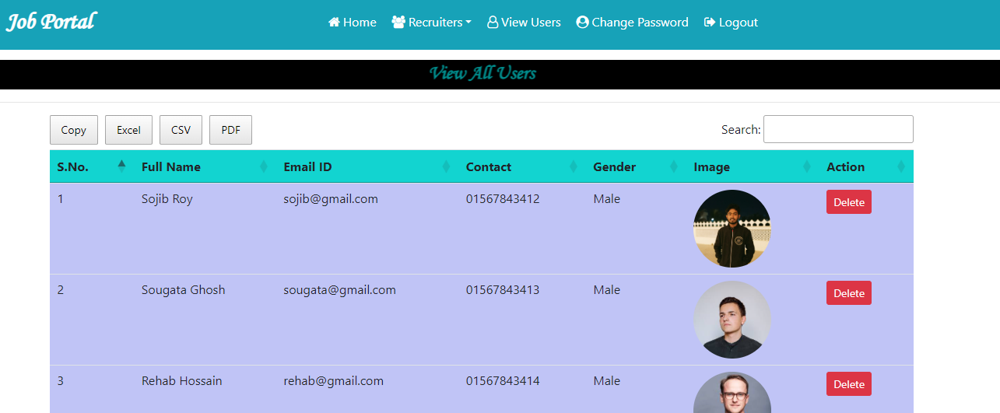 Job Portal Home Recruiters View Users Change Password Logout
View All Users
Copy Excel CSV PDF Search:
S.No. Full Name Email ID Contact Gender Image Action
1 Sojib Roy sojib@gmail.com 01567843412 Male Delete
2 Sougata Ghosh sougata@gmail.com 01567843413 Male Delete
3 Rehab Hossain rehab@gmail.com 01567843414 Male Delete